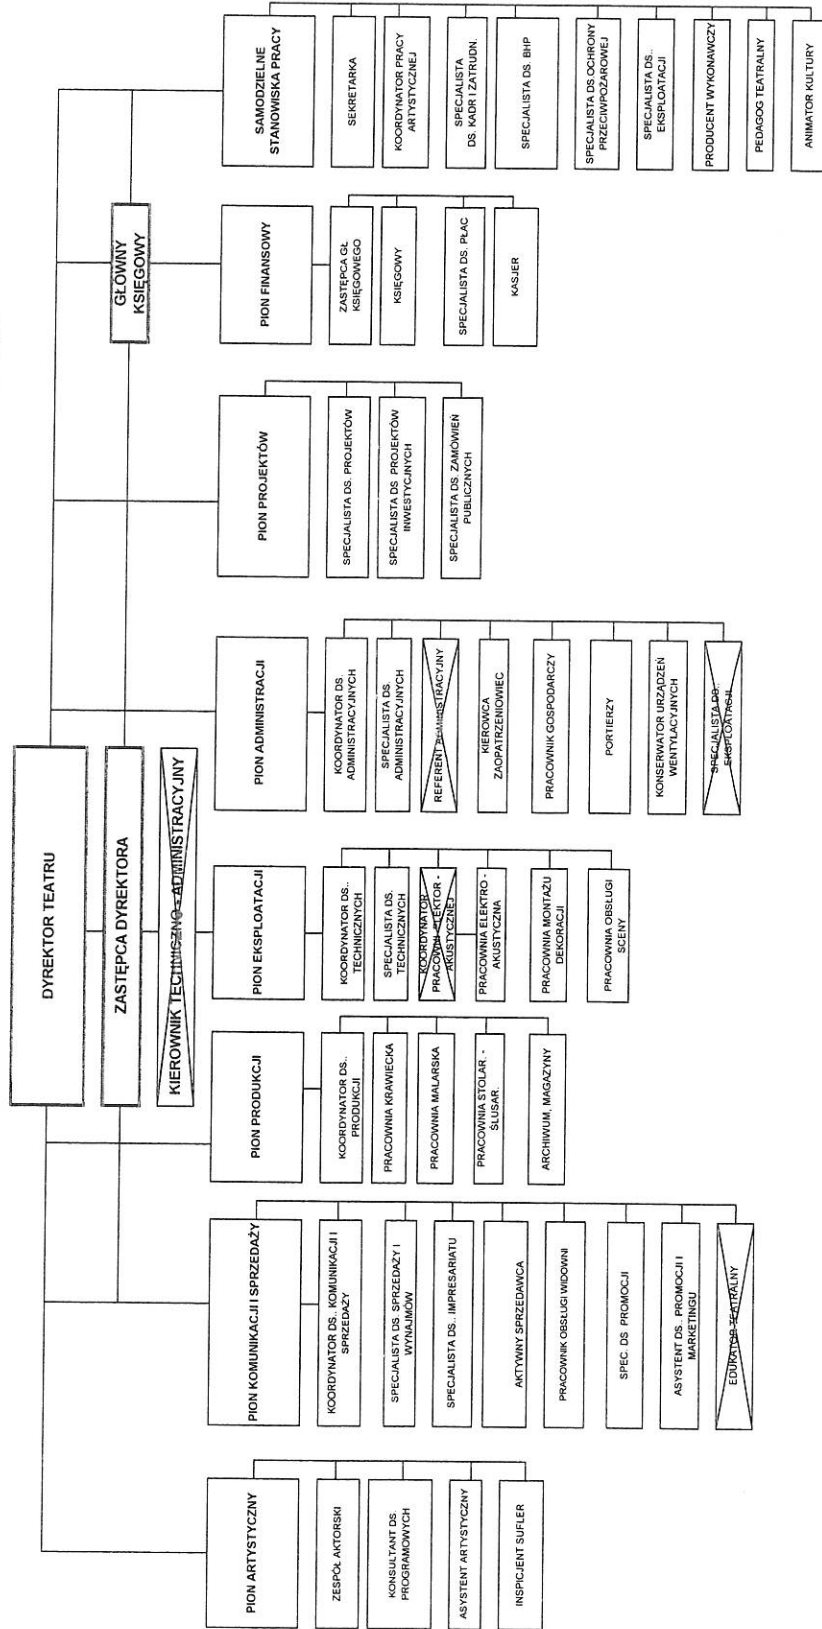 DYREKTOR TEATRU
ZASTĘPCA DYREKTORA
KIEROWNIK TECHNICZNO - ADMINISTRACYJNY
GŁÓWNY
KSIĘGOWY
PION ARTYSTYCZNY
ZESPÓŁ AKTORSKI
KONSULTANT DS.
PROGRAMOWYCH
ASYSTENT ARTYSTYCZNY
INSPICJENT SUFLER
PION KOMUNIKACJI I SPRZEDAŻY
KOORDYNATOR DS.. KOMUNIKACJI I
SPRZEDAŻY
SPECJALISTA DS. SPRZEDAŻY I
WYNAJMÓW
SPECJALISTA DS.. IMPRESARIATU
AKTYWNY SPRZEDAWCA
PRACOWNIK OBSŁUGI WIDOWNI
SPEC. DS PROMOCJI
ASYSTENT DS.. PROMOCJI I
MARKETINGU
EDUKATOR TEATRALNY
PION PRODUKCJI
KOORDYNATOR DS..
PRODUKCJI
PRACOWNIA KRAWIECKA
PRACOWNIA MALARSKA
PRACOWNIA STOLAR. -
ŚLUSAR.
ARCHIWUM, MAGAZYNY
PION EKSPLOATACJI
KOORDYNATOR DS..
TECHNICZNYCH
SPECJALISTA DS.
TECHNICZNYCH
KOORDYNATOR
PRACOWNI ELEKTOR -
AKUSTYCZNEJ
PRACOWNIA ELEKTRO -
AKUSTYCZNA
PRACOWNIA MONTAŻU
DEKORACJI
PRACOWNIA OBSŁUGI
SCENY
PION ADMINISTRACJI
KOORDYNATOR DS.
ADMINISTRACYJNYCH
SPECJALISTA DS.
ADMINISTRACYJNYCH
REFERENT ADMINISTRACYJNY
KIEROWCA
ZAOPATRZENIOWIEC
PRACOWNIK GOSPODARCZY
PORTIERZY
KONSERWATOR URZĄDZEŃ
WENTYLACYJNYCH
SPECJALISTA DS..
EKSPLOATACJI
PION PROJEKTÓW
SPECJALISTA DS. PROJEKTÓW
SPECJALISTA DS PROJEKTÓW
INWESTYCJNYCH
SPECJALISTA DS. ZAMÓWIEŃ
PUBLICZNYCH
PION FINANSOWY
ZASTĘPCA GŁ
KSIĘGOWEGO
KSIĘGOWY
SPECJALISTA DS. PŁAC
KASJER
SAMODZIELNE
STANOWISKA PRACY
SEKRETARKA
KOORDYNATOR PRACY
ARTYSTYCZNEJ
SPECJALISTA
DS. KADR I ZATRUDN.
SPECJALISTA DS. BHP
SPECJALISTA DS.OCHRONY
PRZECIWPOŻAROWEJ
SPECJALISTA DS..
EKSPLOATACJI
PRODUCENT WYKONAWCZY
PEDAGOG TEATRALNY
ANIMATOR KULTURY